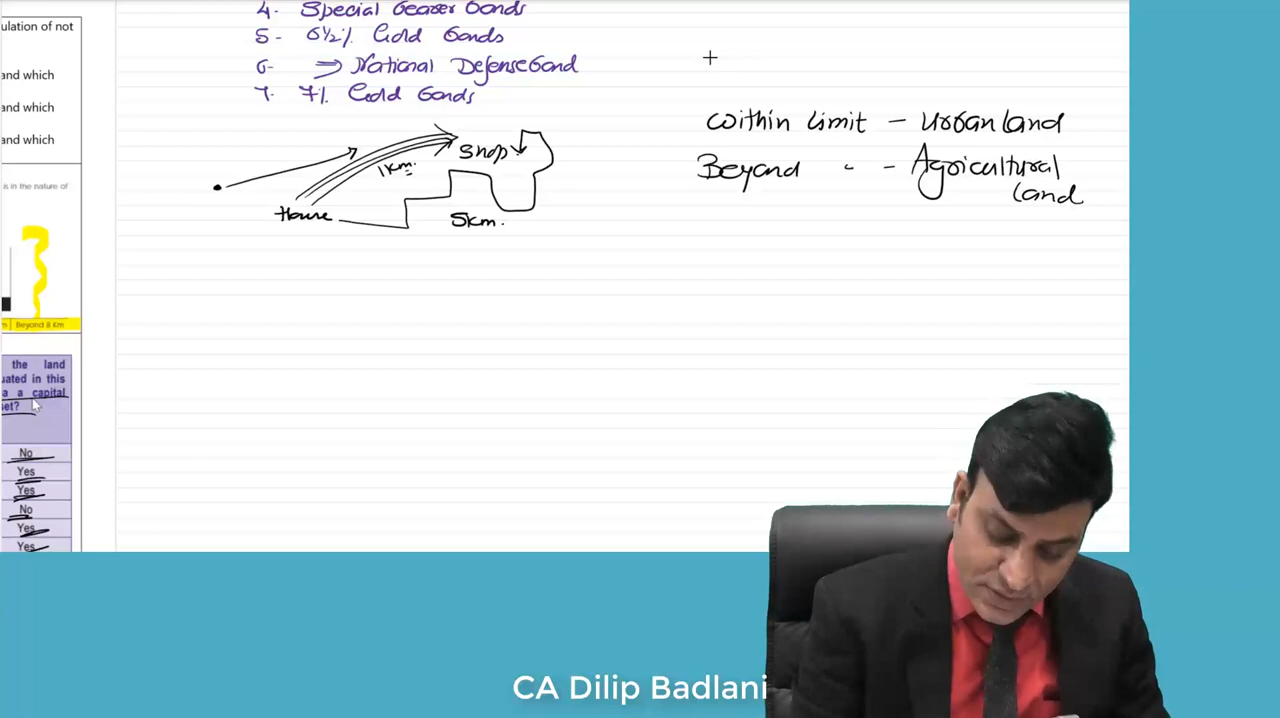 ulation of not
and which
and which
and which
is in the nature of
m | Beyond 8 Km
the land
uated in this
a a capital
set?
No
Yes
Yes
No
Yes
Yes
4. Special Bearer Bonds
5- 6½% Gold Bonds
6- ⇒ National Defense Bond
7. 7% Gold Bonds
Shop
1km.
House
5km.
Within limit - Urban land
Beyond " - Agricultural
land
CA Dilip Badlani